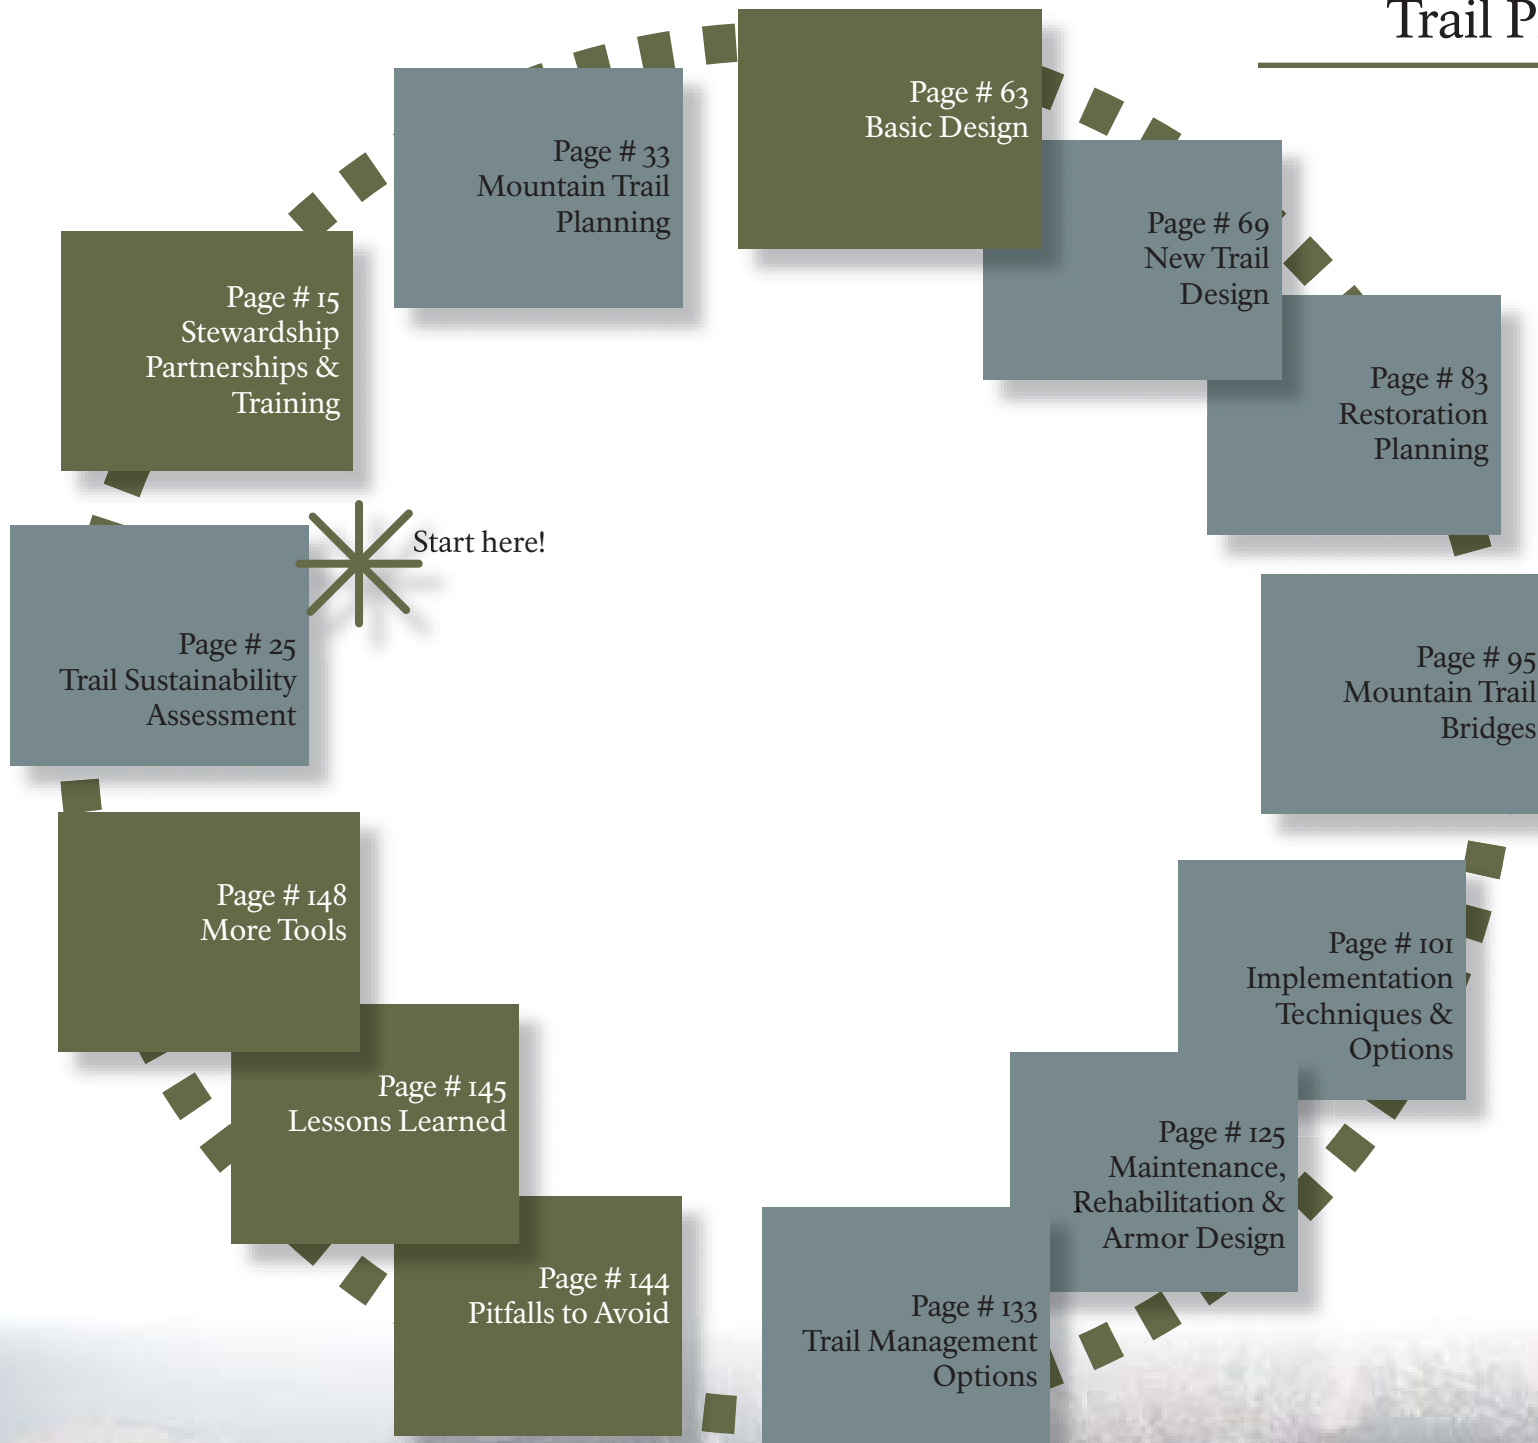 Trail P
Page # 63
Basic Design
Page # 33
Mountain Trail
Planning
Page # 69
New Trail
Design
Page # 15
Stewardship
Partnerships &
Training
Page # 83
Restoration
Planning
Start here!
Page # 25
Trail Sustainability
Assessment
Page # 95
Mountain Trail
Bridges
Page # 148
More Tools
Page # 101
Implementation
Techniques &
Options
Page # 145
Lessons Learned
Page # 125
Maintenance,
Rehabilitation &
Armor Design
Page # 144
Pitfalls to Avoid
Page # 133
Trail Management
Options